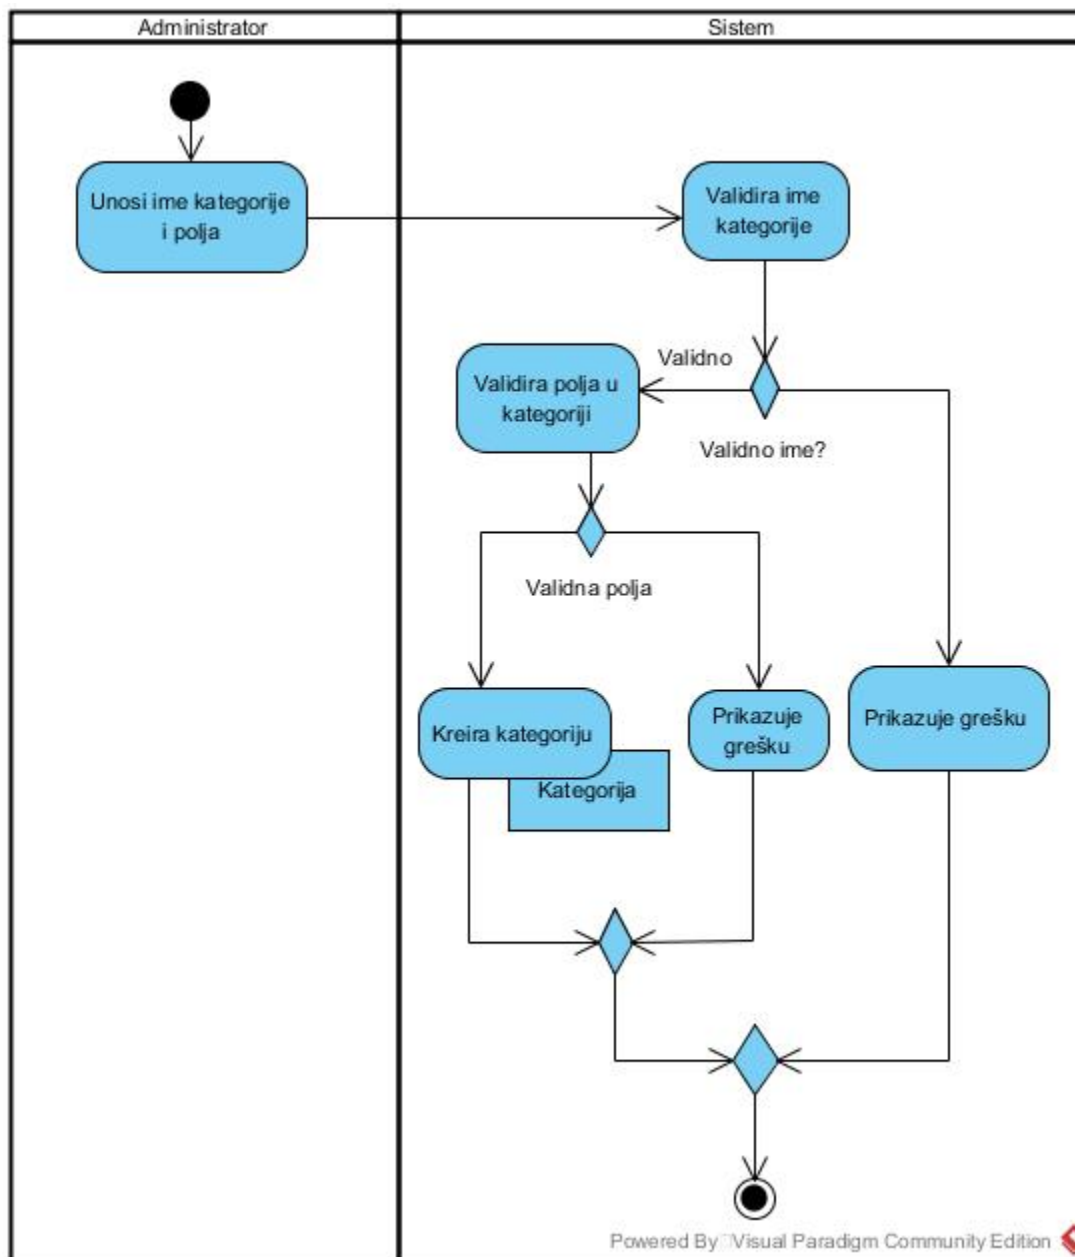 Administrator
Sistem
Unosi ime kategorije
i polja
Validira ime
kategorije
Validno
Validira polja u
kategoriji
Validno ime?
Validna polja
Kreira kategoriju
Prikazuje
grešku
Prikazuje grešku
Kategorija
Powered By Visual Paradigm Community Edition